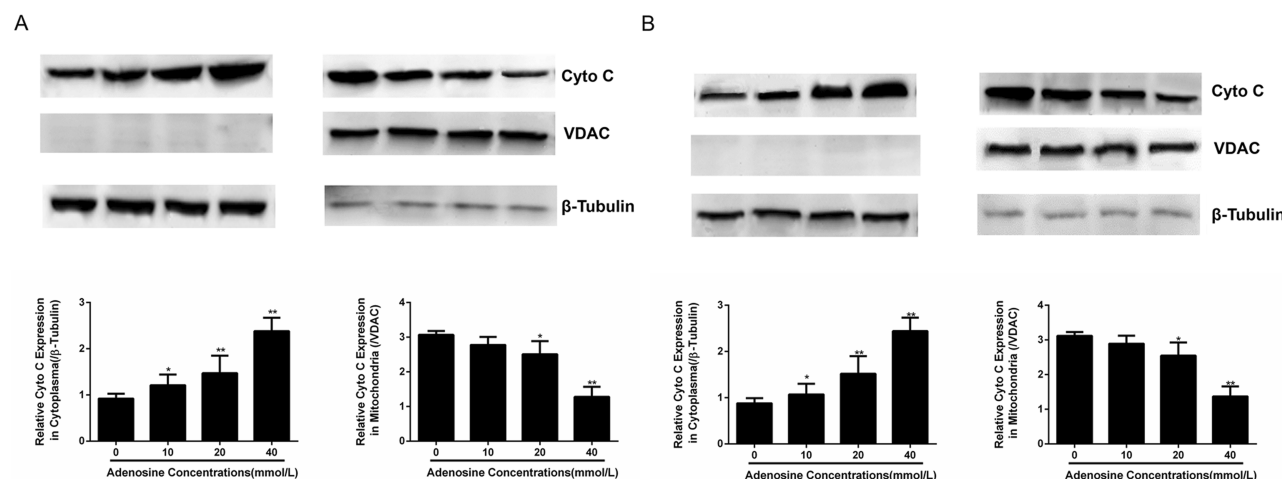 A
Cyto C
VDAC
β-Tubulin
Relative Cyto C Expression
in Cytoplasma(/β-Tubulin)
3
2
1
0
*
**
**
0 10 20 40
Adenosine Concentrations(mmol/L)
Relative Cyto C Expression
in Mitochondria (/VDAC)
4
3
2
1
0
*
**
0 10 20 40
Adenosine Concentrations(mmol/L)
B
Cyto C
VDAC
β-Tubulin
Relative Cyto C Expression
in Cytoplasma(/β-Tubulin)
3
2
1
0
*
**
**
0 10 20 40
Adenosine Concentrations(mmol/L)
Relative Cyto C Expression
in Mitochondria (/VDAC)
4
3
2
1
0
*
**
0 10 20 40
Adenosine Concentrations(mmol/L)